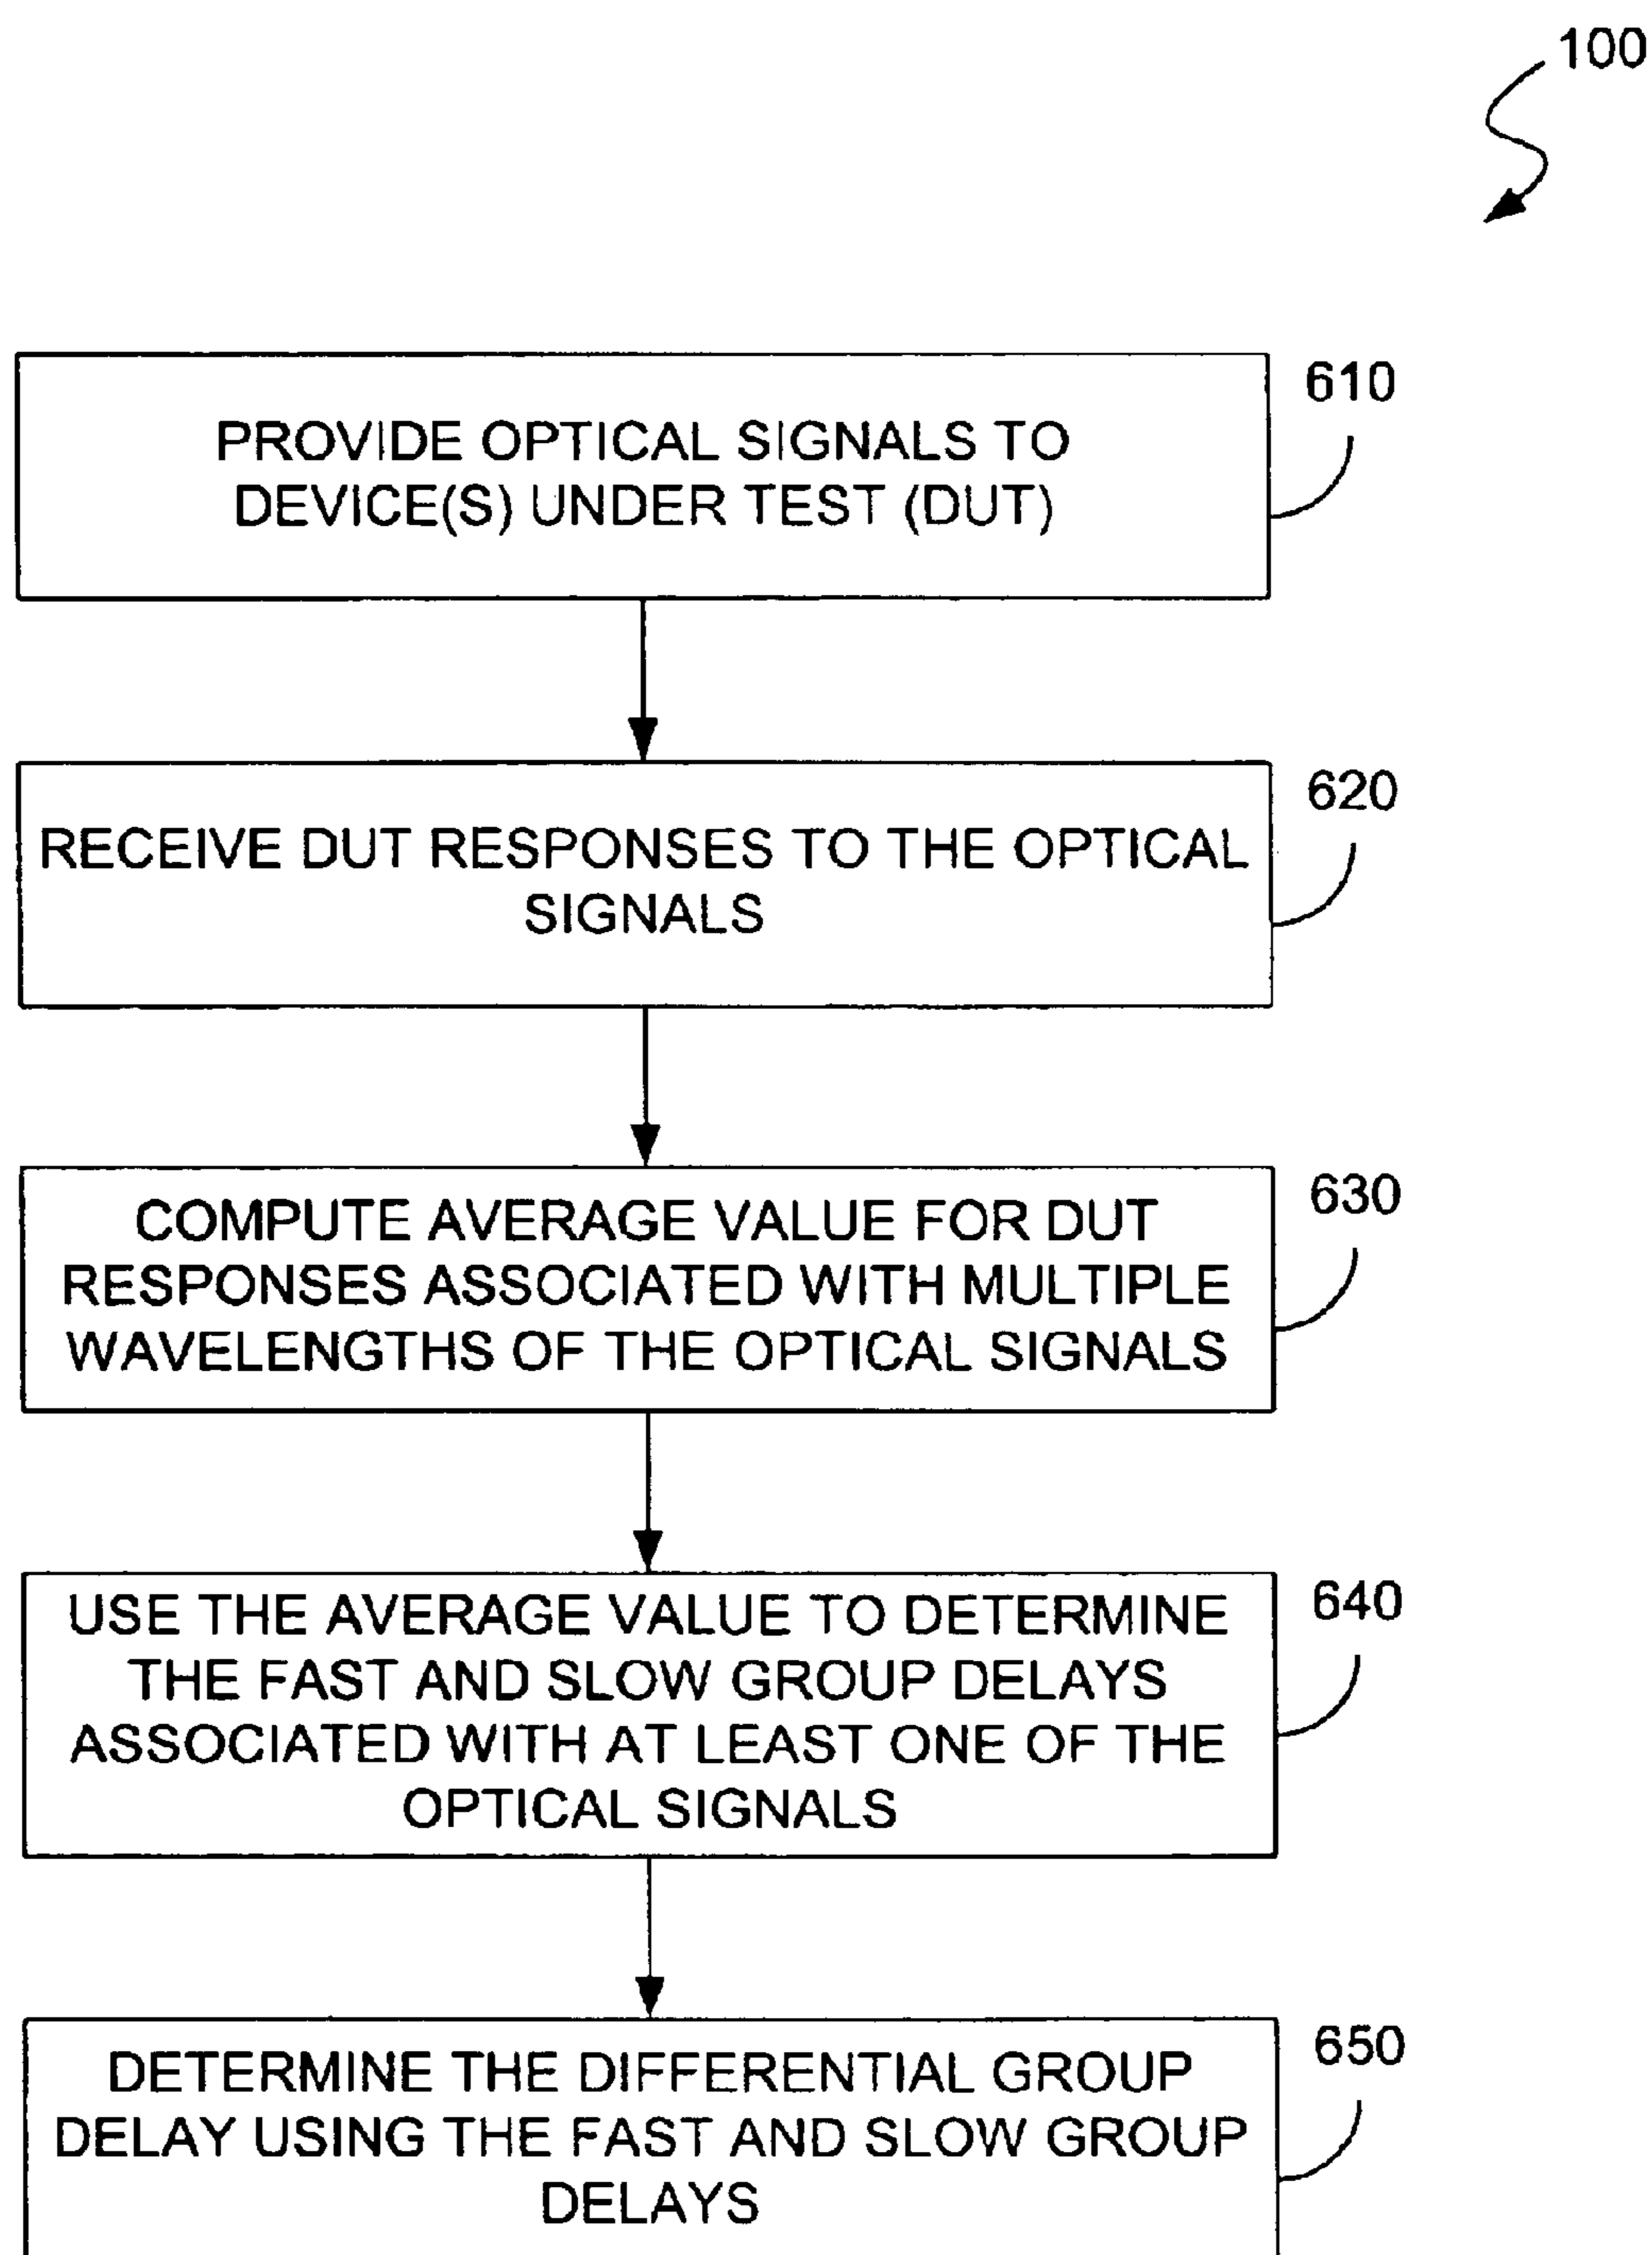 100
610
PROVIDE OPTICAL SIGNALS TO
DEVICE(S) UNDER TEST (DUT)
620
RECEIVE DUT RESPONSES TO THE OPTICAL
SIGNALS
630
COMPUTE AVERAGE VALUE FOR DUT
RESPONSES ASSOCIATED WITH MULTIPLE
WAVELENGTHS OF THE OPTICAL SIGNALS
640
USE THE AVERAGE VALUE TO DETERMINE
THE FAST AND SLOW GROUP DELAYS
ASSOCIATED WITH AT LEAST ONE OF THE
OPTICAL SIGNALS
650
DETERMINE THE DIFFERENTIAL GROUP
DELAY USING THE FAST AND SLOW GROUP
DELAYS